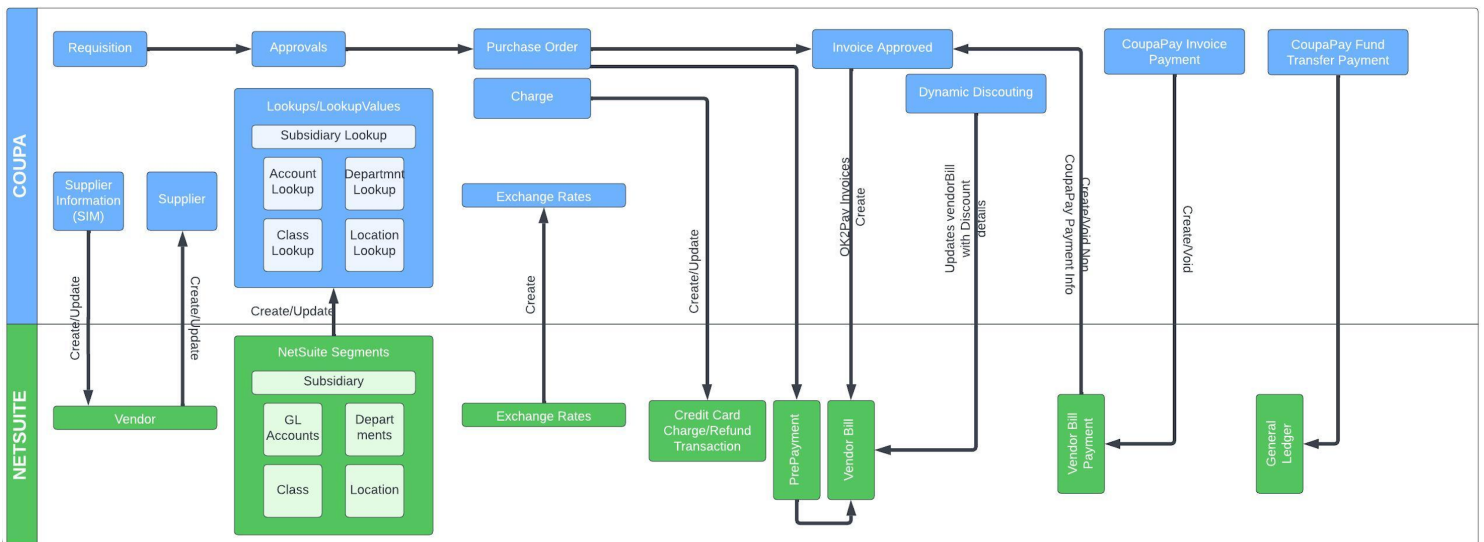 COUPA
Requisition
Approvals
Purchase Order
Invoice Approved
CoupaPay Invoice
Payment
CoupaPay Fund
Transfer Payment
Charge
Dynamic Discouting
Lookups/LookupValues
Subsidiary Lookup
Account
Lookup
Departmnt
Lookup
Class
Lookup
Location
Lookup
Supplier
Information
(SIM)
Supplier
Exchange Rates
OK2Pay Invoices
Create
Updates vendorBill
with Discount
details
Create/Void Non
CoupaPay Payment Info
Create/Void
Create/Update
Create/Update
Create/Update
Create
Create/Update
NETSUITE
Vendor
NetSuite Segments
Subsidiary
GL
Accounts
Depart
ments
Class
Location
Exchange Rates
Credit Card
Charge/Refund
Transaction
PrePayment
Vendor Bill
Vendor Bill
Payment
General
Ledger